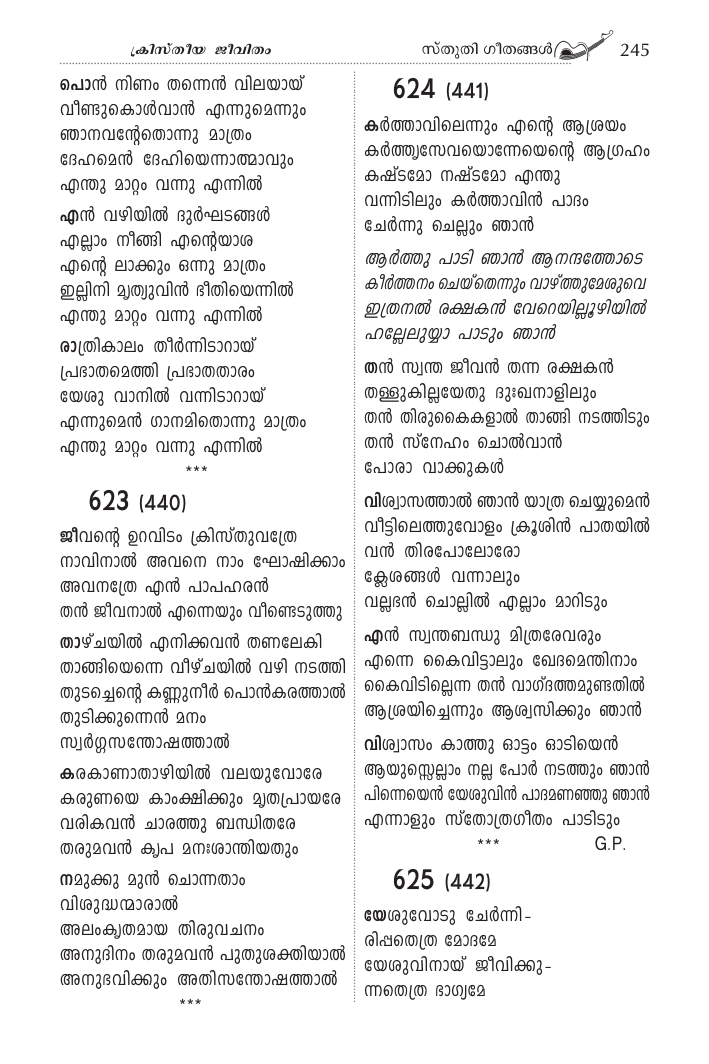 ക്രിസ്തീയ ജീവിതം
സ്തുതി ഗീതങ്ങൾ
245
പൊൻ നിണം തന്നെൻ വിലയായ്
വീണ്ടുകൊൾവാൻ എന്നുമെന്നും
ഞാനവന്റേതൊന്നു മാത്രം
ദേഹമെൻ ദേഹിയെന്നാത്മാവും
എന്തു മാറ്റം വന്നു എന്നിൽ
എൻ വഴിയിൽ ദുർഘടങ്ങൾ
എല്ലാം നീങ്ങി എന്റെയാശ
എന്റെ ലാക്കും ഒന്നു മാത്രം
ഇല്ലിനി മൃത്യുവിൻ ഭീതിയെന്നിൽ
എന്തു മാറ്റം വന്നു എന്നിൽ
രാത്രികാലം തീർന്നിടാറായ്
പ്രഭാതമെത്തി പ്രഭാതതാരം
യേശു വാനിൽ വന്നിടാറായ്
എന്നുമെൻ ഗാനമിതൊന്നു മാത്രം
എന്തു മാറ്റം വന്നു എന്നിൽ
***
623 (440)
ജീവന്റെ ഉറവിടം ക്രിസ്തുവത്രേ
നാവിനാൽ അവനെ നാം ഘോഷിക്കാം
അവനത്രേ എൻ പാപഹരൻ
തൻ ജീവനാൽ എന്നെയും വീണ്ടെടുത്തു
താഴ്ചയിൽ എനിക്കവൻ തണലേകി
താങ്ങിയെന്നെ വീഴ്ചയിൽ വഴി നടത്തി
തുടച്ചെന്റെ കണ്ണുനീർ പൊൻകരത്താൽ
തുടിക്കുന്നെൻ മനം
സ്വർഗ്ഗസന്തോഷത്താൽ
കരകാണാതാഴിയിൽ വലയുവോരേ
കരുണയെ കാംക്ഷിക്കും മൃതപ്രായരേ
വരികവൻ ചാരത്തു ബന്ധിതരേ
തരുമവൻ കൃപ മനഃശാന്തിയതും
നമുക്കു മുൻ ചൊന്നതാം
വിശുദ്ധന്മാരാൽ
അലംകൃതമായ തിരുവചനം
അനുദിനം തരുമവൻ പുതുശക്തിയാൽ
അനുഭവിക്കും അതിസന്തോഷത്താൽ
***
624 (441)
കർത്താവിലെന്നും എന്റെ ആശ്രയം
കർത്തൃസേവയൊന്നേയെന്റെ ആഗ്രഹം
കഷ്ടമോ നഷ്ടമോ എന്തു
വന്നിടിലും കർത്താവിൻ പാദം
ചേർന്നു ചെല്ലും ഞാൻ
ആർത്തു പാടി ഞാൻ ആനന്ദത്തോടെ
കീർത്തനം ചെയ്തെന്നും വാഴ്ത്തുമേശുവെ
ഇത്രനൽ രക്ഷകൻ വേറെയില്ലൂഴിയിൽ
ഹല്ലേലുയ്യാ പാടും ഞാൻ
തൻ സ്വന്ത ജീവൻ തന്ന രക്ഷകൻ
തള്ളുകില്ലയേതു ദുഃഖനാളിലും
തൻ തിരുകൈകളാൽ താങ്ങി നടത്തിടും
തൻ സ്നേഹം ചൊൽവാൻ
പോരാ വാക്കുകൾ
വിശ്വാസത്താൽ ഞാൻ യാത്ര ചെയ്യുമെൻ
വീട്ടിലെത്തുവോളം ക്രൂശിൻ പാതയിൽ
വൻ തിരപോലോരോ
ക്ലേശങ്ങൾ വന്നാലും
വല്ലഭൻ ചൊല്ലിൽ എല്ലാം മാറിടും
എൻ സ്വന്തബന്ധു മിത്രരേവരും
എന്നെ കൈവിട്ടാലും ഖേദമെന്തിനാം
കൈവിടില്ലെന്ന തൻ വാഗ്ദത്തമുണ്ടതിൽ
ആശ്രയിച്ചെന്നും ആശ്വസിക്കും ഞാൻ
വിശ്വാസം കാത്തു ഓട്ടം ഓടിയെൻ
ആയുസ്സെല്ലാം നല്ല പോർ നടത്തും ഞാൻ
പിന്നെയെൻ യേശുവിൻ പാദമണഞ്ഞു ഞാൻ
എന്നാളും സ്തോത്രഗീതം പാടിടും
*** G.P.
625 (442)
യേശുവോടു ചേർന്നി-
രിപ്പതെത്ര മോദമേ
യേശുവിനായ് ജീവിക്കു-
ന്നതെത്ര ഭാഗ്യമേ